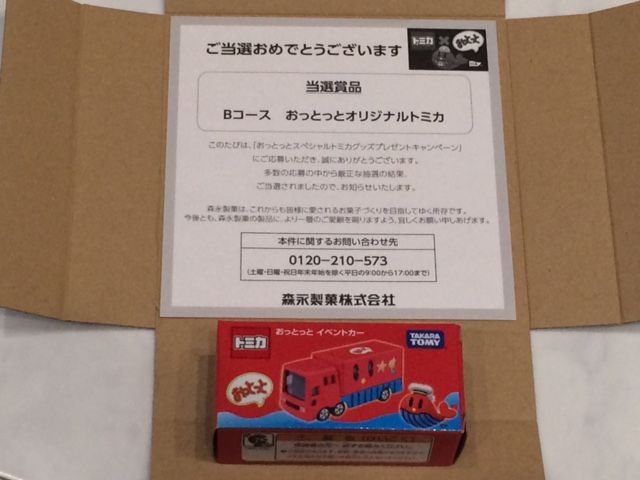 トミカ × おっとっと
ご当選おめでとうございます
当選賞品
Bコース おっとっとオリジナルトミカ
このたびは、「おっとっとスペシャルトミカグッズプレゼントキャンペーン」
にご応募いただき、誠にありがとうございます。
多数の応募の中から厳正な抽選の結果、
ご当選されましたので、お知らせいたします。
森永製菓は、これからも皆様に愛されるお菓子づくりを目指してゆく所存です。
今後とも、森永製菓の製品に、より一層のご愛顧を賜りますよう、宜しくお願い申しあげます。
本件に関するお問い合わせ先
0120-210-573
(土曜・日曜・祝日年末年始を除く平日の9:00から17:00まで)
森永製菓株式会社
トミカ
おっとっと イベントカー
TAKARA TOMY
おっとっと